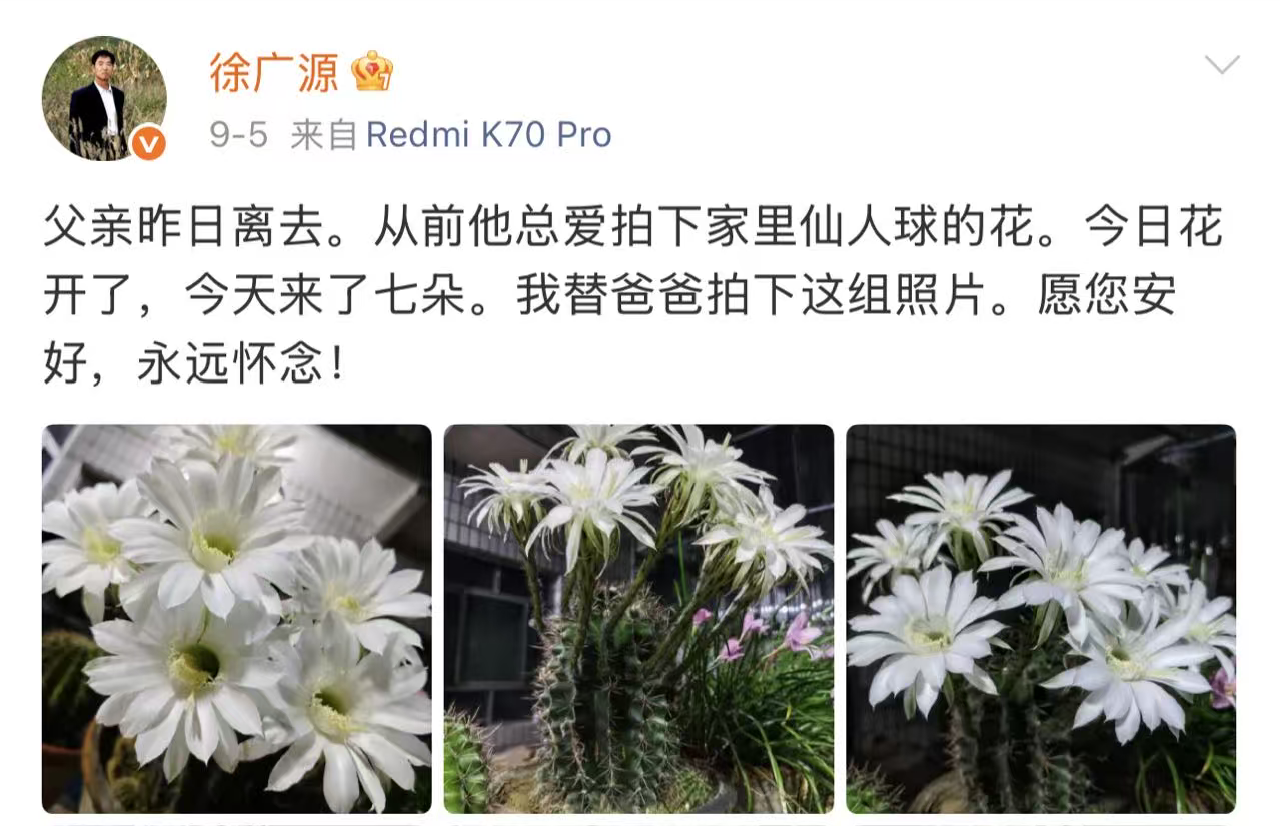 徐广源
9-5 来自 Redmi K70 Pro
父亲昨日离去。从前他总爱拍下家里仙人球的花。今日花
开了，今天来了七朵。我替爸爸拍下这组照片。愿您安
好，永远怀念！